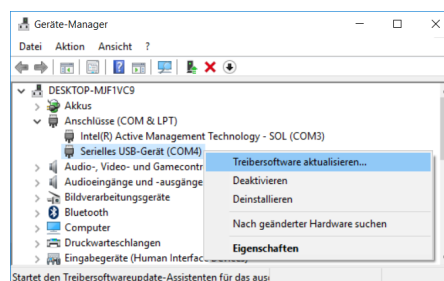 Geräte-Manager
Datei Aktion Ansicht ?
DESKTOP-MJF1VC9
Akkus
Anschlüsse (COM & LPT)
Intel(R) Active Management Technology - SOL (COM3)
Serielles USB-Gerät (COM4)
Audio-, Video- und Gamecontr
Audioeingänge und -ausgänge
Bildverarbeitungsgeräte
Bluetooth
Computer
Druckwarteschlangen
Eingabegeräte (Human Interface Devices)
Treibersoftware aktualisieren...
Deaktivieren
Deinstallieren
Nach geänderter Hardware suchen
Eigenschaften
Startet den Treibersoftwareupdate-Assistenten für das aus